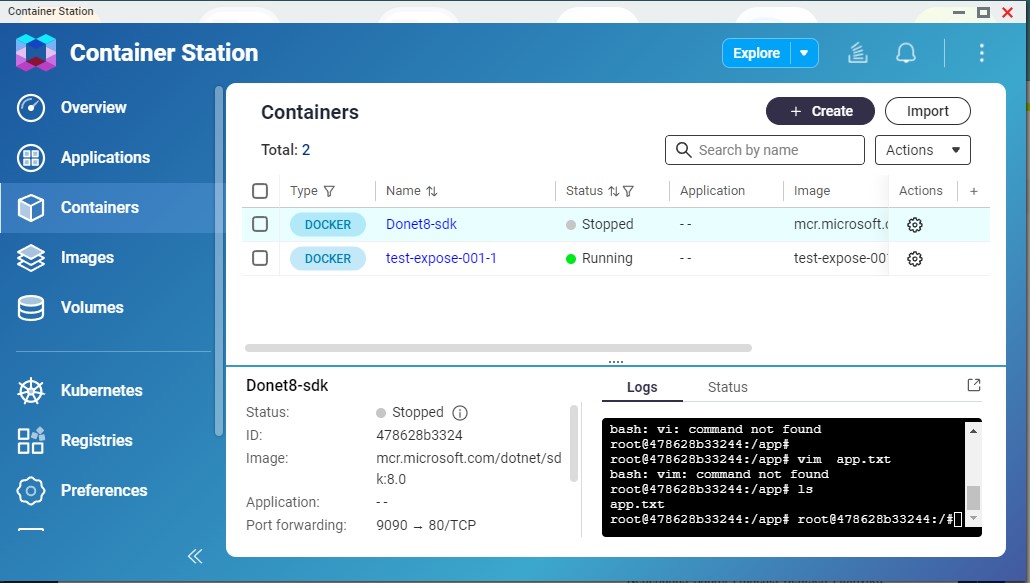 Container Station
Container Station
Explore
Overview
Applications
Containers
Images
Volumes
Kubernetes
Registries
Preferences
Containers
+ Create
Import
Total: 2
Search by name
Actions
Type Name Status Application Image Actions +
DOCKER Donet8-sdk Stopped - - mcr.microsoft.c
DOCKER test-expose-001-1 Running - - test-expose-00
Donet8-sdk
Status: Stopped
ID: 478628b3324
Image: mcr.microsoft.com/dotnet/sd
k:8.0
Application: - -
Port forwarding: 9090 → 80/TCP
Logs Status
bash: vi: command not found
root@478628b33244:/app#
root@478628b33244:/app# vim  app.txt
bash: vim: command not found
root@478628b33244:/app# ls
app.txt
root@478628b33244:/app# root@478628b33244:/#